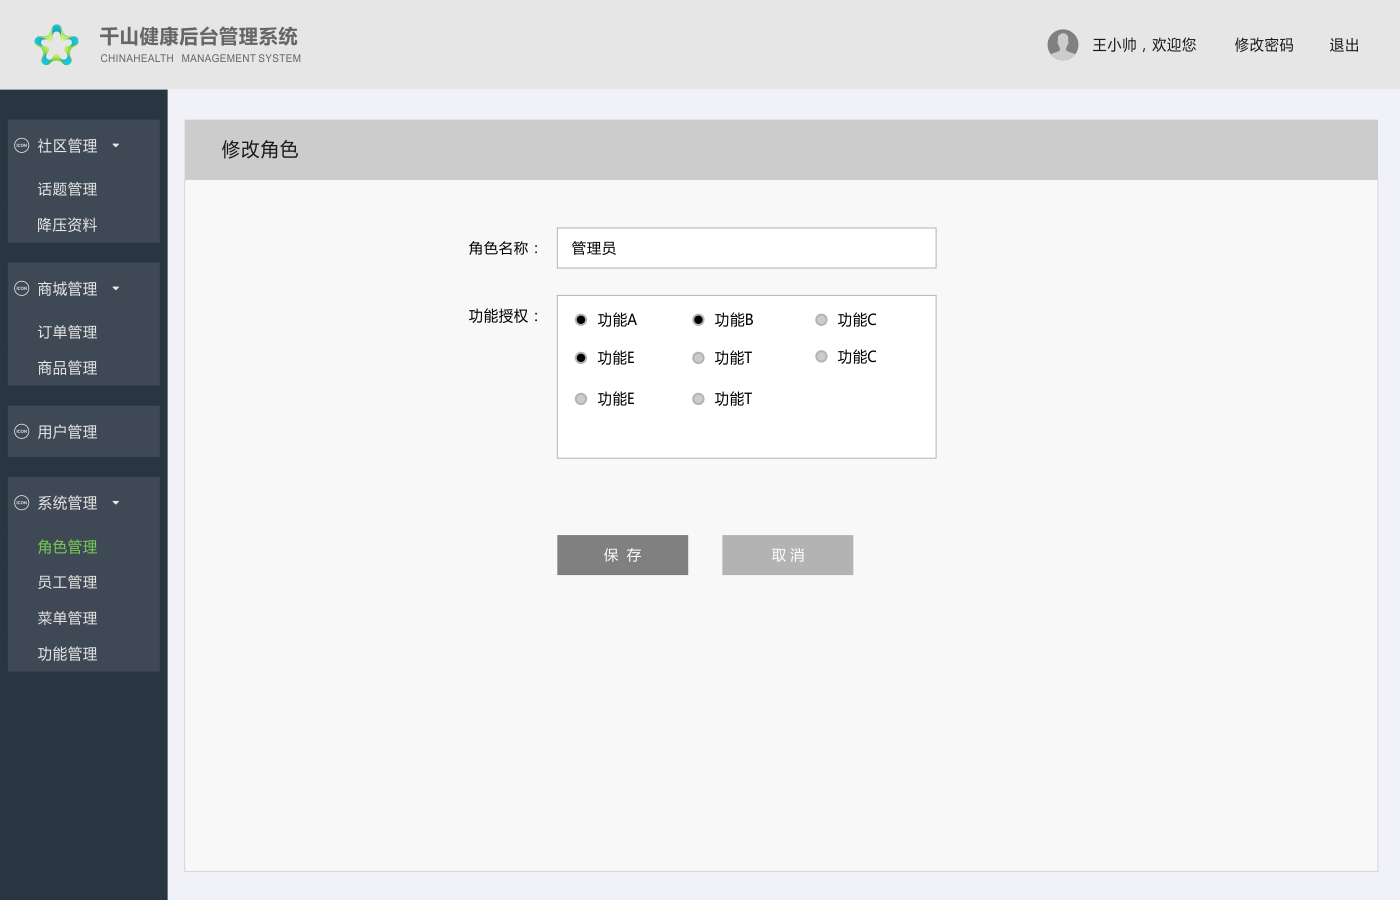 千山健康后台管理系统
CHINAHEALTH MANAGEMENT SYSTEM
王小帅，欢迎您 修改密码 退出
ICON 社区管理
话题管理
降压资料
ICON 商城管理
订单管理
商品管理
ICON 用户管理
ICON 系统管理
角色管理
员工管理
菜单管理
功能管理
修改角色
角色名称： 管理员
功能授权： 功能A 功能B 功能C
功能E 功能T 功能C
功能E 功能T
保 存 取 消